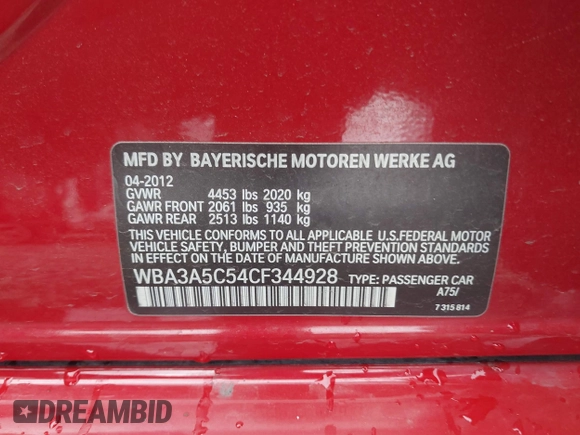 MFD BY BAYERISCHE MOTOREN WERKE AG
04-2012
GVWR 4453 lbs 2020 kg
GAWR FRONT 2061 lbs 935 kg
GAWR REAR 2513 lbs 1140 kg
THIS VEHICLE CONFORMS TO ALL APPLICABLE U.S.FEDERAL MOTOR
VEHICLE SAFETY, BUMPER AND THEFT PREVENTION STANDARDS
IN EFFECT ON THE DATE OF MANUFACTURE SHOWN ABOVE.
WBA3A5C54CF344928 TYPE: PASSENGER CAR
A75/
7 315 814
DREAMBID